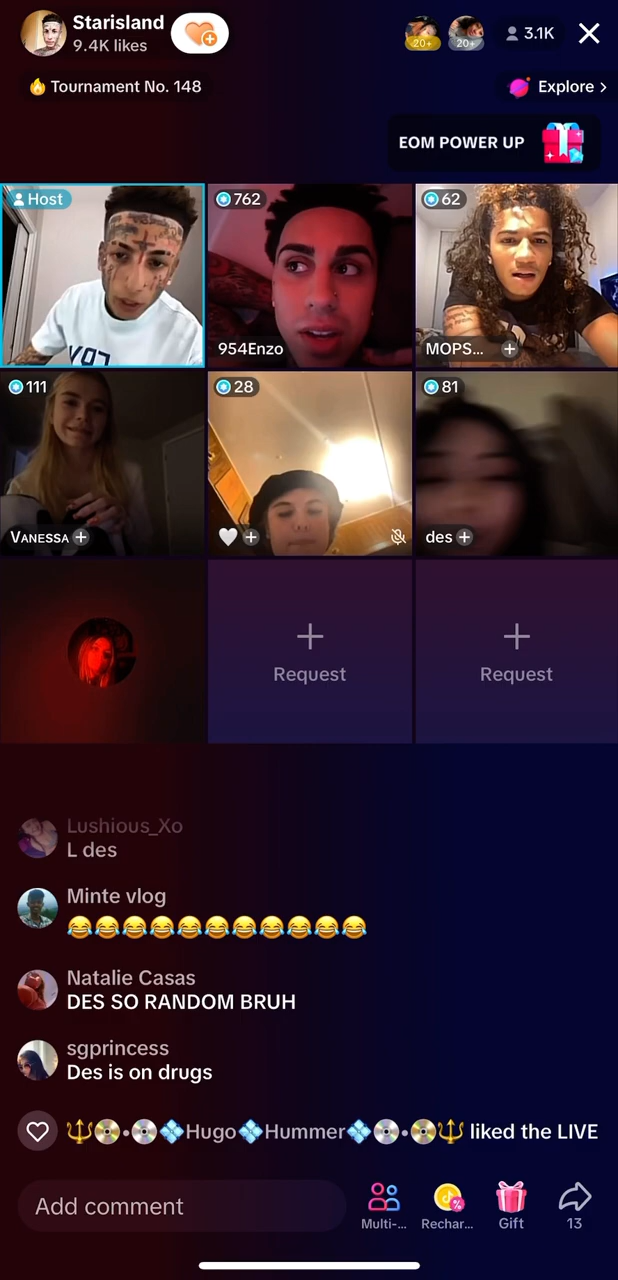 Starisland
9.4K likes
20+
20+
3.1K
🔥 Tournament No. 148
Explore >
EOM POWER UP
Host
762
62
954Enzo
MOPS...
111
28
81
Vᴀɴᴇssᴀ
🤍
des
Request
Request
Lushious_Xo
L des
Minte vlog
😂😂😂😂😂😂😂😂😂😂😂
Natalie Casas
DES SO RANDOM BRUH
sgprincess
Des is on drugs
🔱💿•💿💠Hugo💠Hummer💠💿•📀🔱 liked the LIVE
Add comment
Multi-...
Rechar...
Gift
13